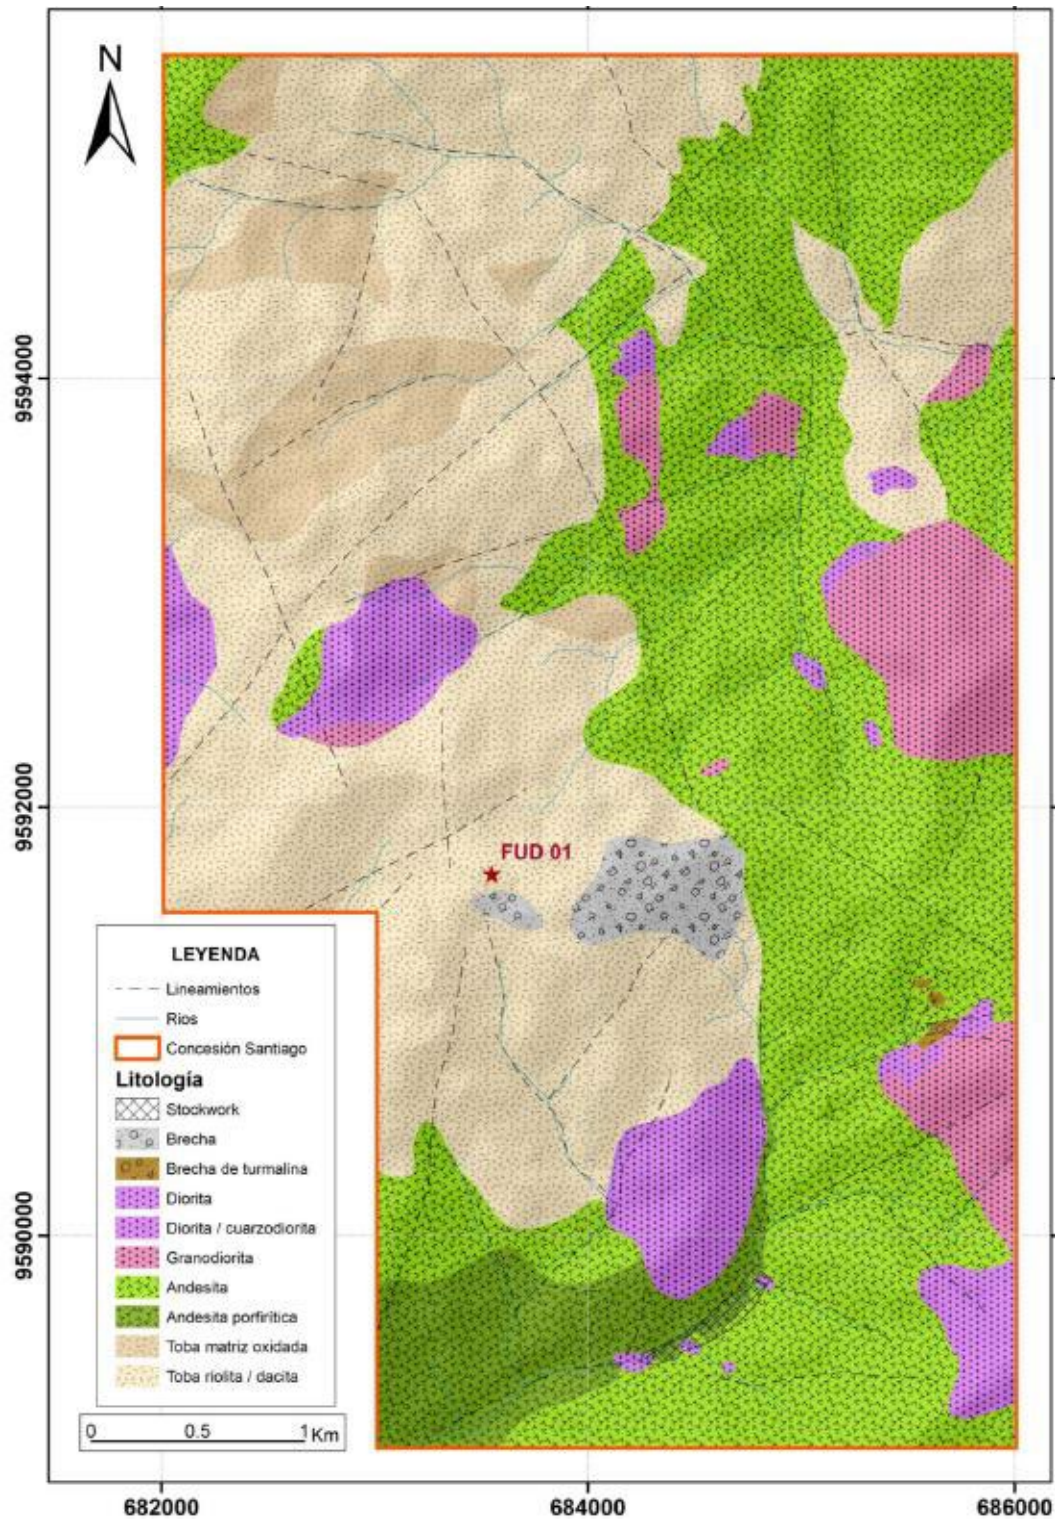 N
9594000
9592000
9590000
FUD 01
LEYENDA
Lineamientos
Rios
Concesión Santiago
Litología
Stockwork
Brecha
Brecha de turmalina
Diorita
Diorita / cuarzodiorita
Granodiorita
Andesita
Andesita porfirítica
Toba matriz oxidada
Toba riolita / dacita
0 0.5 1 Km
682000 684000 686000